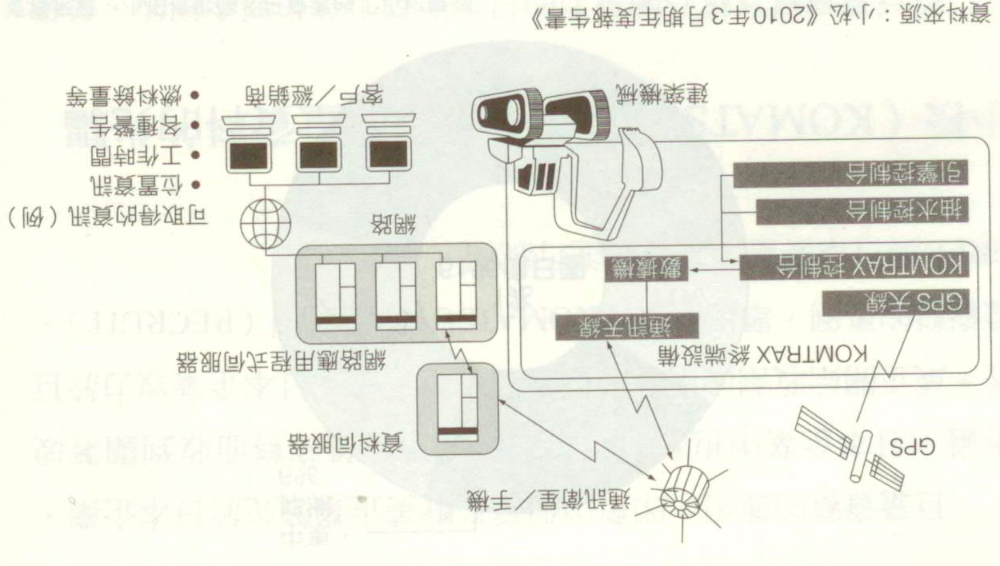 通訊衛星／手機
GPS
資料伺服器
KOMTRAX 終端設備
網路應用程式伺服器
GPS 天線
通訊天線
KOMTRAX 控制台
數據機
網路
抽水控制台
引擎控制台
建築機械
客戶／經銷商
可取得的資訊（例）
• 位置資訊
• 工作時間
• 各種警告
• 燃料餘量等
資料來源：小松《2010年3月期年度報告書》